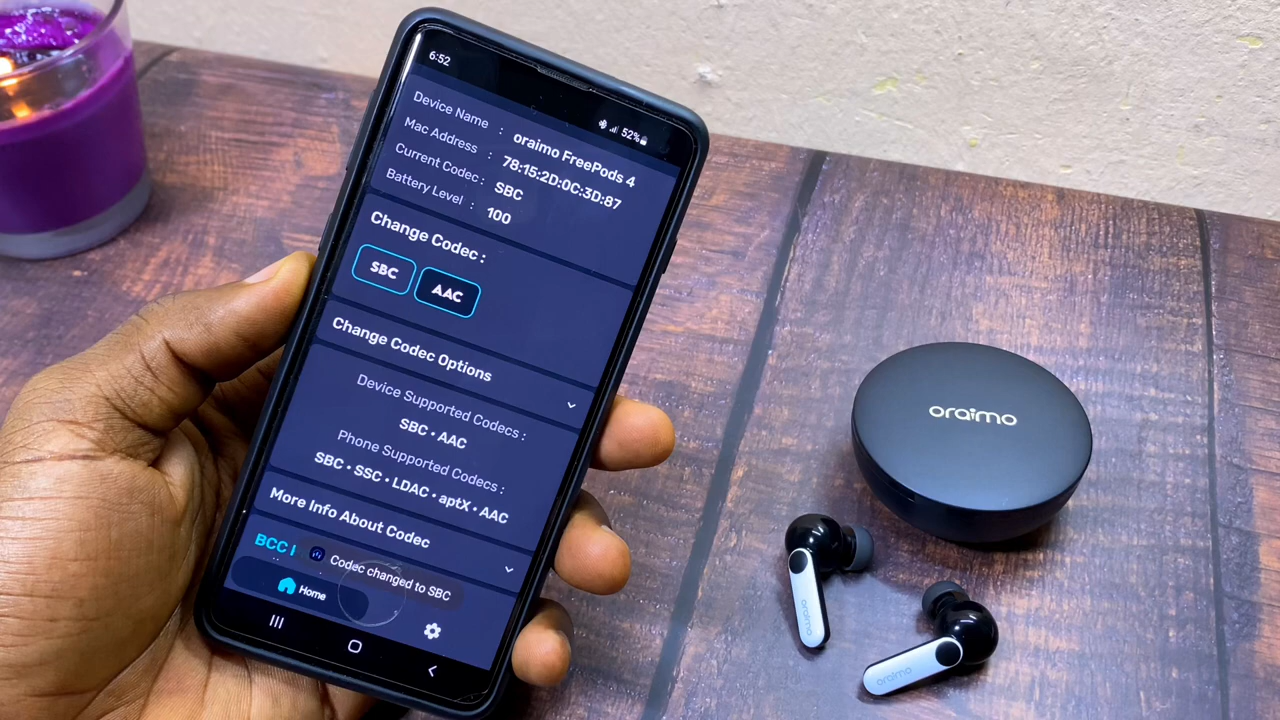 6:52
52%
Device Name : oraimo FreePods 4
Mac Address : 78:15:2D:0C:3D:87
Current Codec : SBC
Battery Level : 100
Change Codec :
SBC AAC
Change Codec Options
Device Supported Codecs :
SBC • AAC
Phone Supported Codecs :
SBC • SSC • LDAC • aptX • AAC
More Info About Codec
BCC
Codec changed to SBC
Home
oraimo
oraimo
oraimo